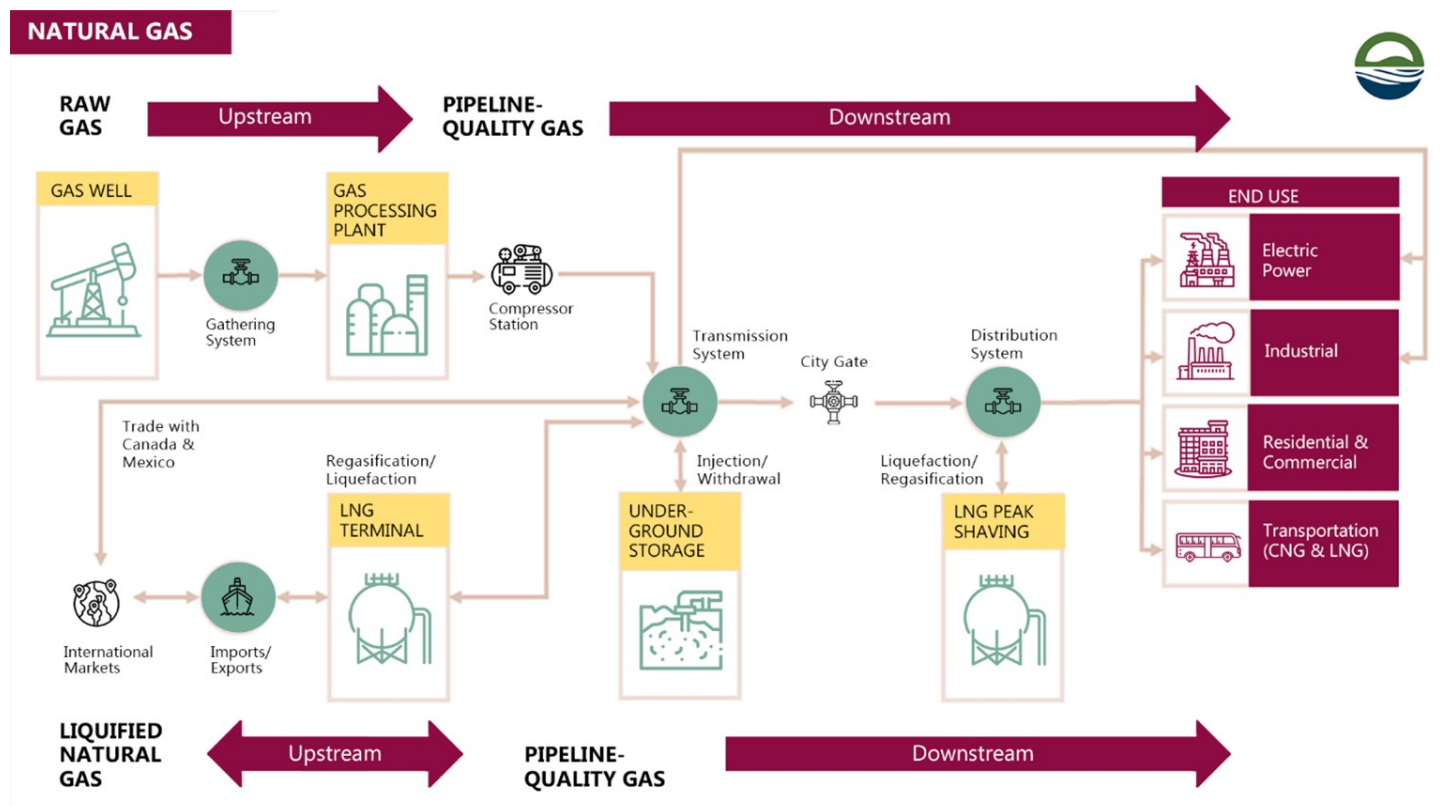 NATURAL GAS
RAW
GAS
Upstream
PIPELINE-
QUALITY GAS
Downstream
GAS WELL
GAS
PROCESSING
PLANT
END USE
Electric
Power
Gathering
System
Compressor
Station
Transmission
System
City Gate
Distribution
System
Industrial
Trade with
Canada &
Mexico
Regasification/
Liquefaction
Injection/
Withdrawal
Liquefaction/
Regasification
Residential &
Commercial
LNG
TERMINAL
UNDER-
GROUND
STORAGE
LNG PEAK
SHAVING
Transportation
(CNG & LNG)
International
Markets
Imports/
Exports
LIQUIFIED
NATURAL
GAS
Upstream
PIPELINE-
QUALITY GAS
Downstream